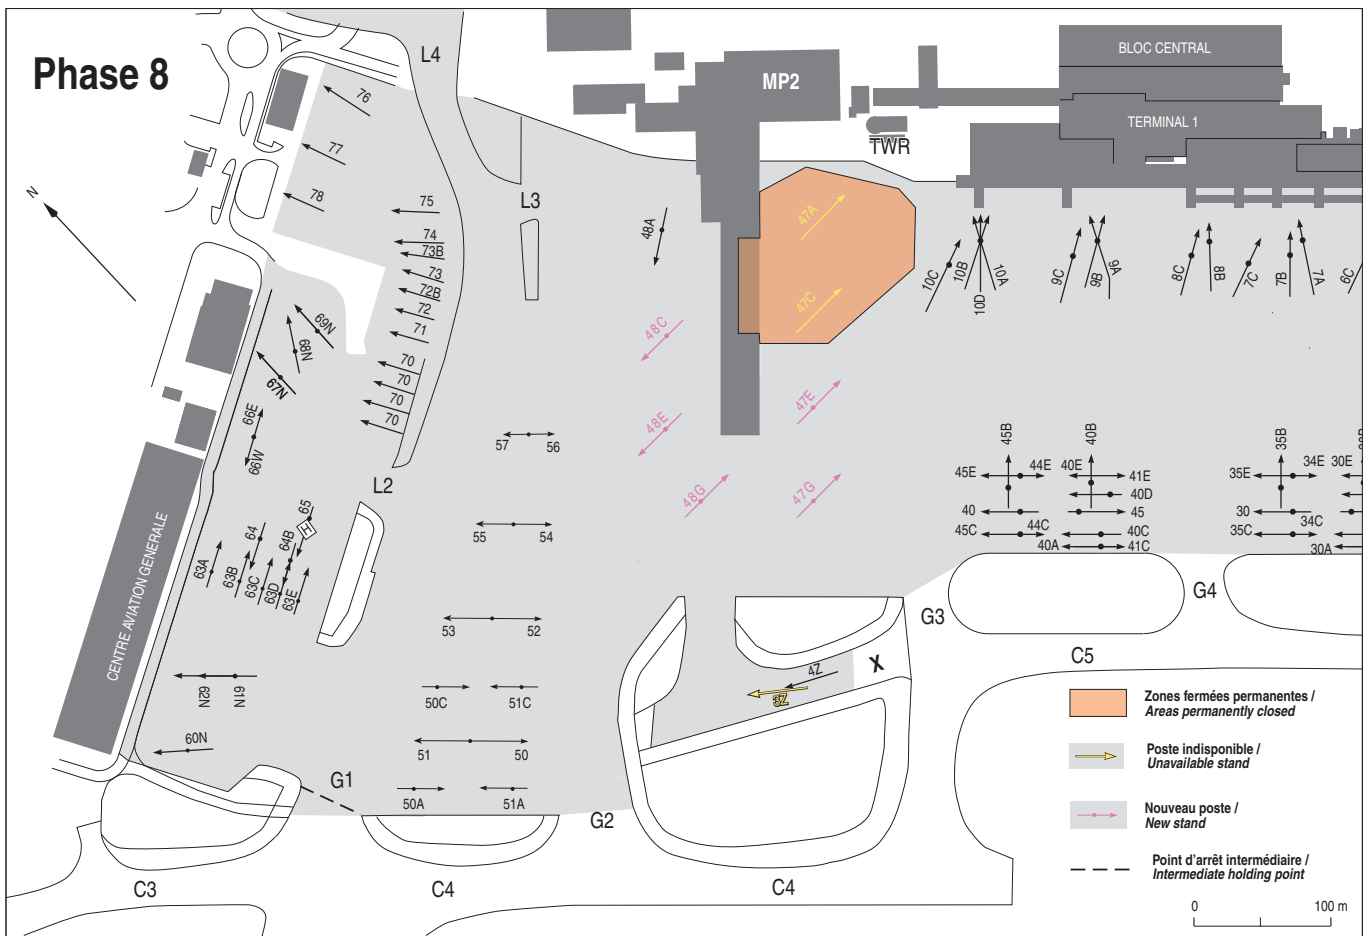 Phase 8
L4
BLOC CENTRAL
MP2
TERMINAL 1
TWR
76
77
78
75
74
73B
73
72B
72
71
70
70
70
70
L3
N
48A
47A
47C
48C
48E
48G
47E
47G
10C
10B
10A
10D
9C
9B
9A
8C
8B
7C
7B
7A
6C
69N
68N
67N
66E
66W
57
56
55
54
53
52
L2
65
H
64
64B
63A
63B
63C
63D
63E
CENTRE AVIATION GENERALE
45B
40B
35B
45E
44E
40E
41E
40D
40
45
45C
44C
40C
40A
41C
35E
34E
30E
30
34C
35C
30A
G3
G4
C5
62N
61N
60N
50C
51C
51
50
50A
51A
4Z
3Z
X
G1
G2
C3
C4
C4
Zones fermées permanentes /
Areas permanently closed
Poste indisponible /
Unavailable stand
Nouveau poste /
New stand
Point d'arrêt intermédiaire /
Intermediate holding point
0
100 m